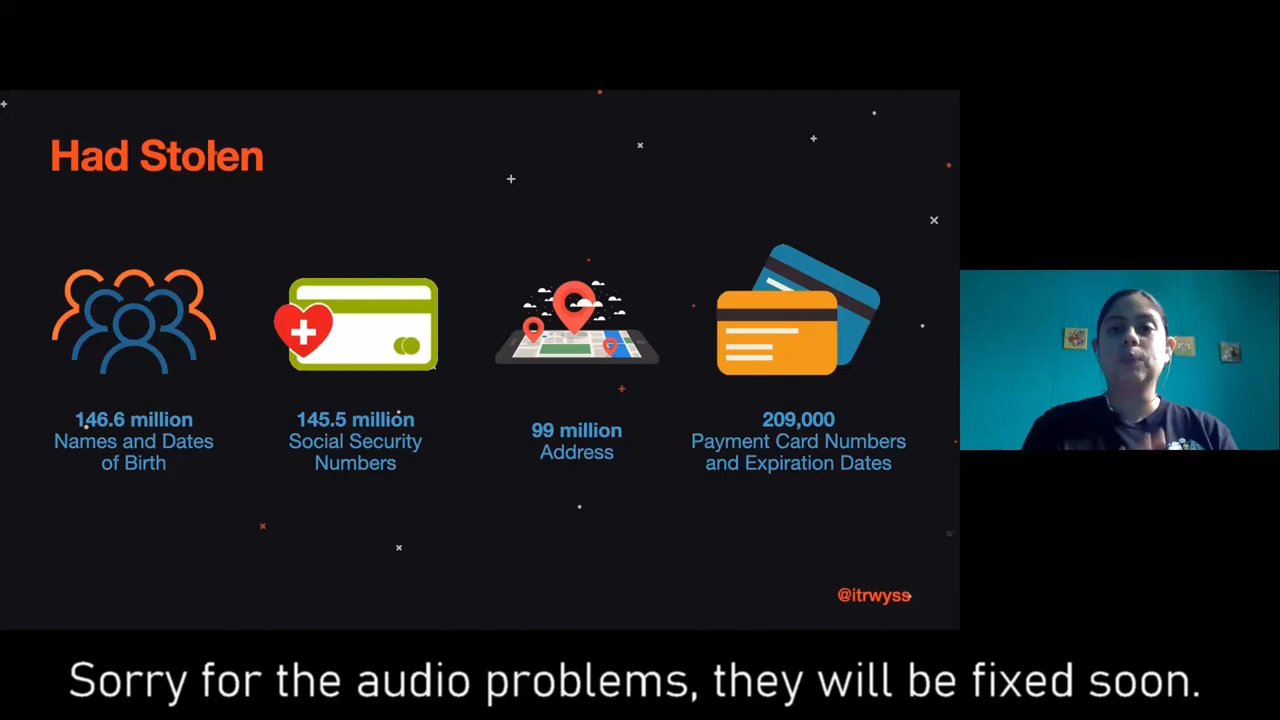 Had Stolen
146.6 million
Names and Dates
of Birth
145.5 million
Social Security
Numbers
99 million
Address
209,000
Payment Card Numbers
and Expiration Dates
@itrwyss
Sorry for the audio problems, they will be fixed soon.